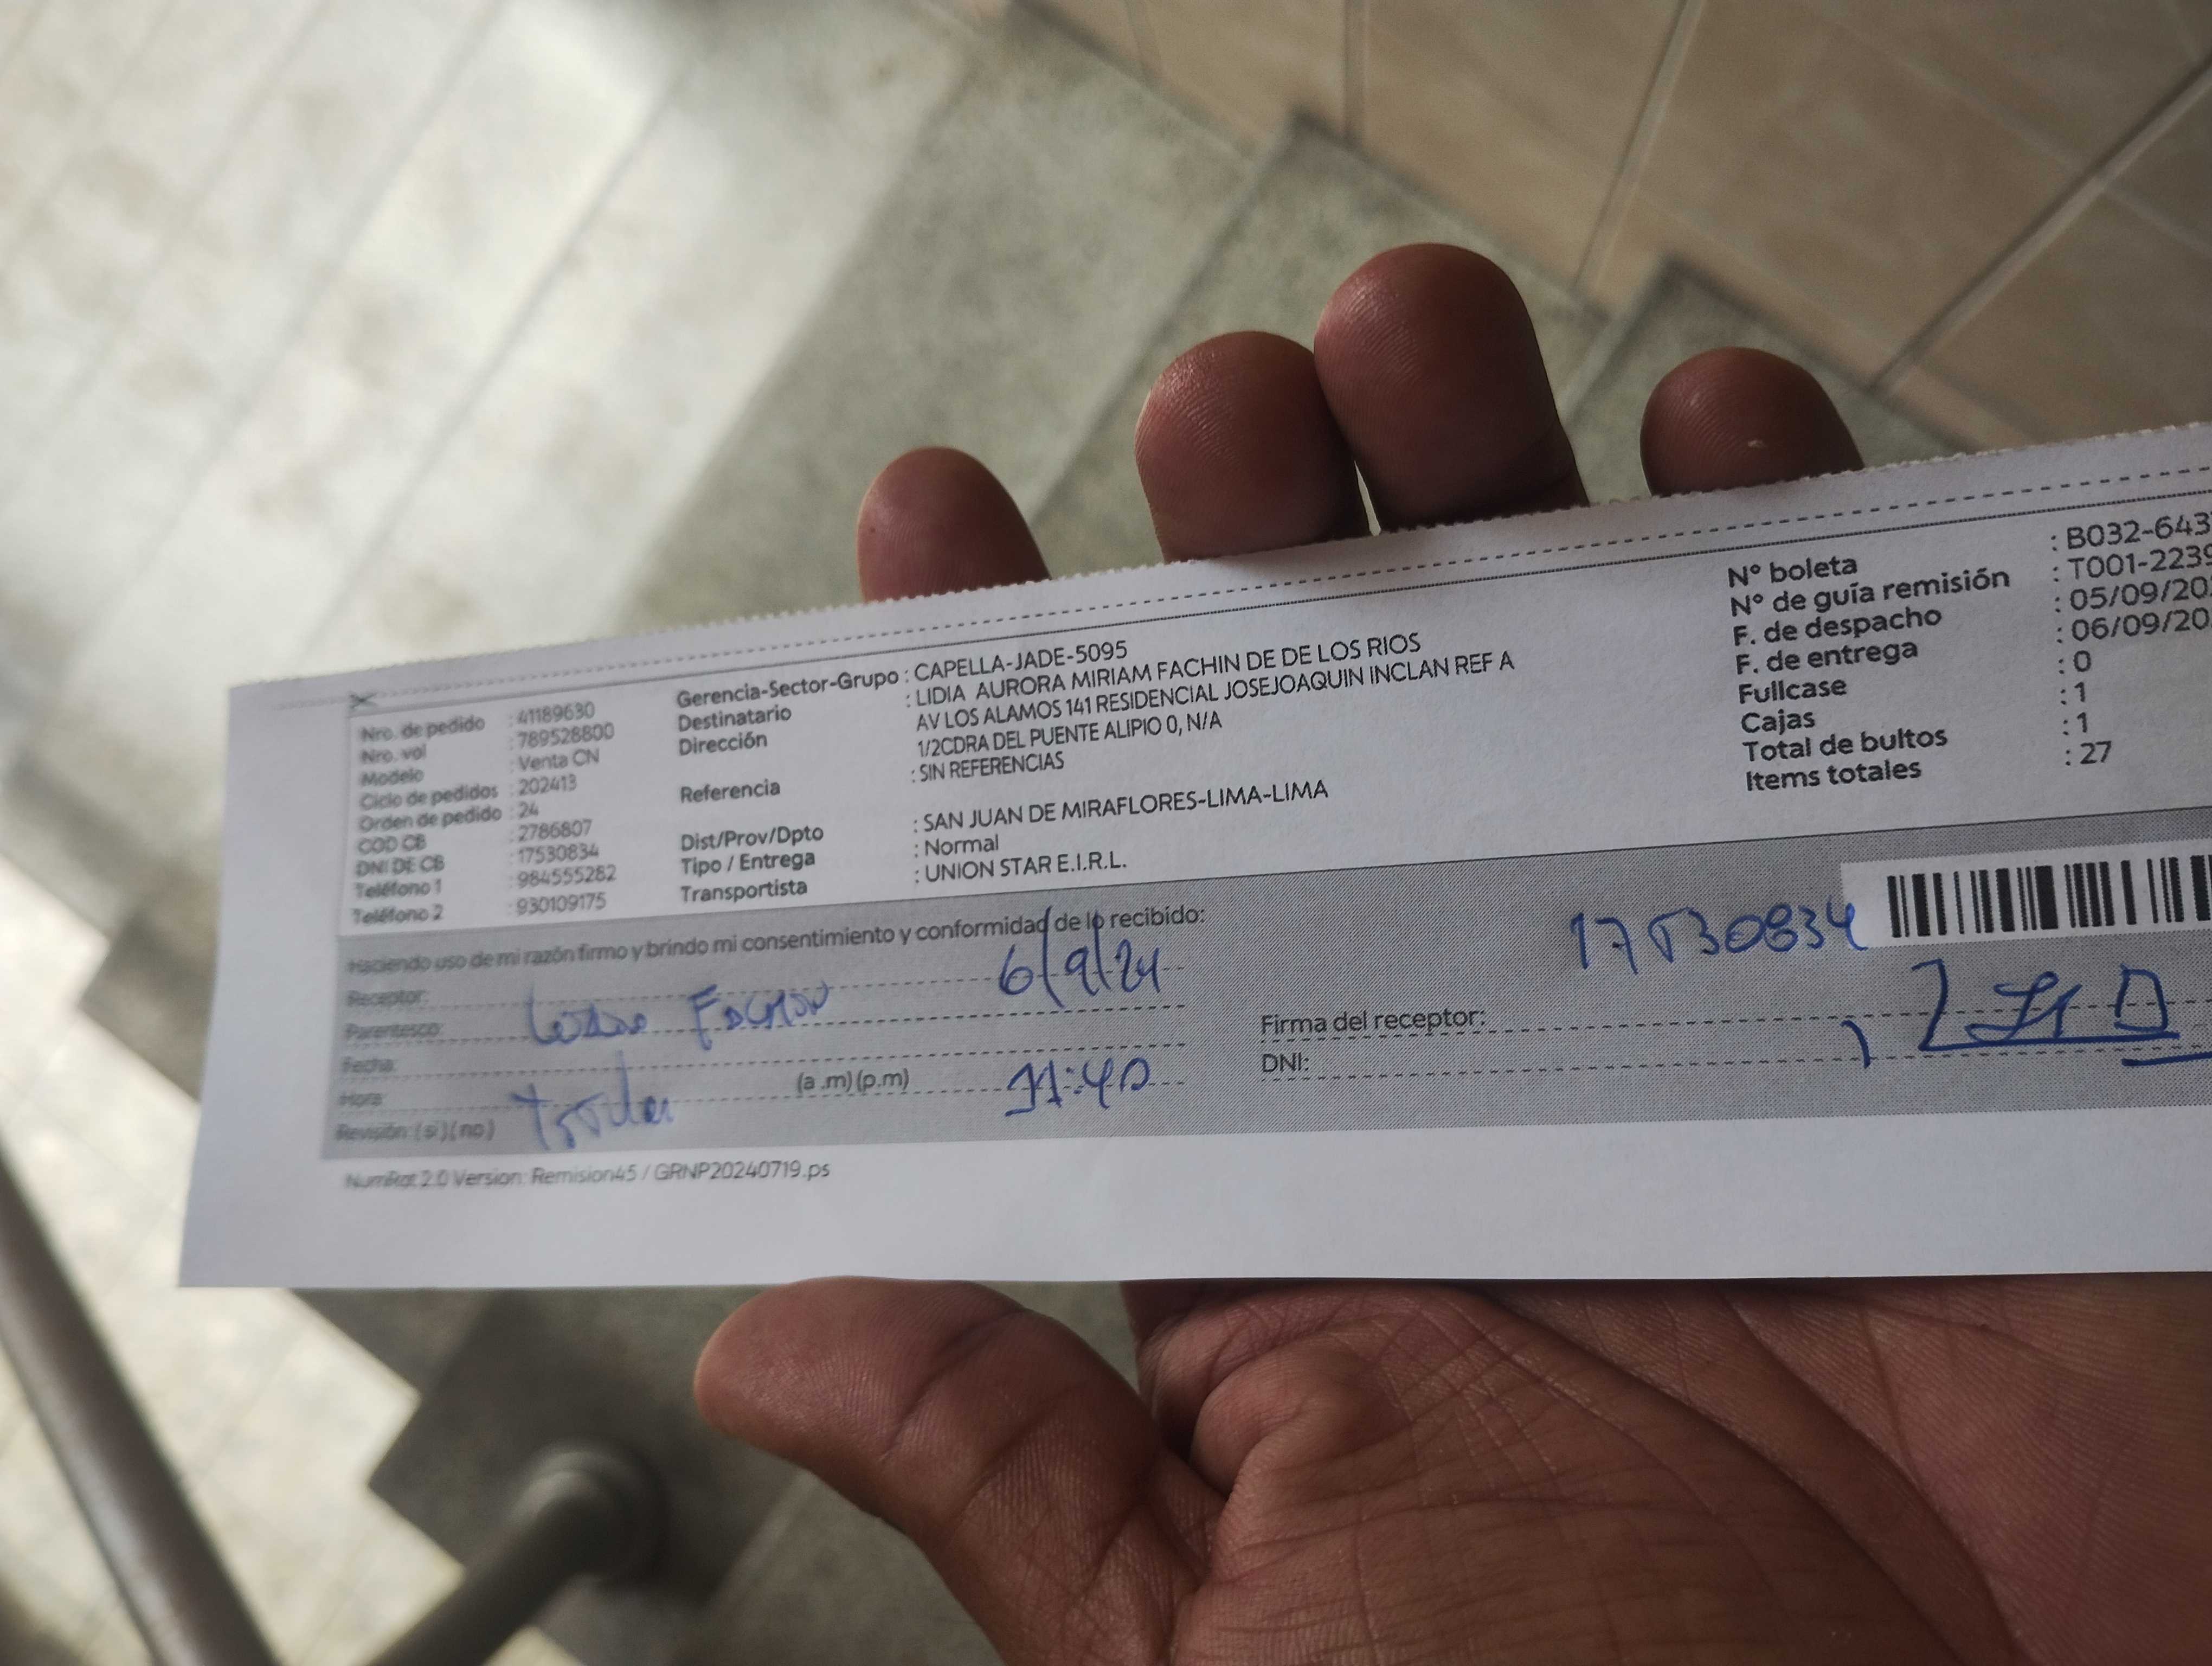 Nro. de pedido : 41189630
Nro. vol : 789528800
Modelo : Venta CN
Ciclo de pedidos : 202413
Orden de pedido : 24
COD CB : 2786807
DNI DE CB : 17530834
Teléfono 1 : 984555282
Teléfono 2 : 930109175
Gerencia-Sector-Grupo : CAPELLA-JADE-5095
Destinatario : LIDIA AURORA MIRIAM FACHIN DE DE LOS RIOS
Dirección AV LOS ALAMOS 141 RESIDENCIAL JOSEJOAQUIN INCLAN REF A
1/2CDRA DEL PUENTE ALIPIO 0, N/A
Referencia : SIN REFERENCIAS
Dist/Prov/Dpto : SAN JUAN DE MIRAFLORES-LIMA-LIMA
Tipo / Entrega : Normal
Transportista : UNION STAR E.I.R.L.
N° boleta : B032-643
N° de guía remisión : T001-2239
F. de despacho : 05/09/20
F. de entrega : 06/09/20
Fullcase : 0
Cajas : 1
Total de bultos : 1
Items totales : 27
Haciendo uso de mi razón firmo y brindo mi consentimiento y conformidad de lo recibido:
Receptor: 6/9/24
Parentesco:
Fecha:
Hora: (a .m) (p.m) 11:40
Revisión: (si) (no)
17530834
Firma del receptor:
DNI:
2.0 Version: Remision45 / GRNP20240719.ps